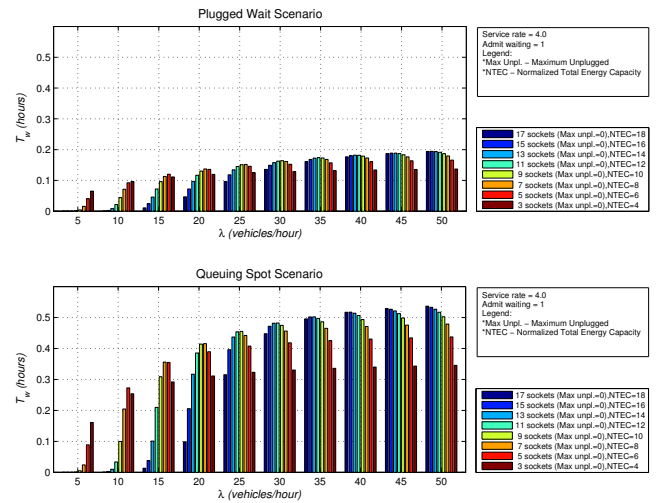 Plugged Wait Scenario
0.5
0.4
0.3
0.2
0.1
0
T_w (hours)
5 10 15 20 25 30 35 40 45 50
λ (vehicles/hour)
Service rate = 4.0
Admit waiting = 1
Legend:
*Max Unpl. − Maximum Unplugged
*NTEC − Normalized Total Energy Capacity
17 sockets (Max unpl.=0),NTEC=18
15 sockets (Max unpl.=0),NTEC=16
13 sockets (Max unpl.=0),NTEC=14
11 sockets (Max unpl.=0),NTEC=12
9 sockets (Max unpl.=0),NTEC=10
7 sockets (Max unpl.=0),NTEC=8
5 sockets (Max unpl.=0),NTEC=6
3 sockets (Max unpl.=0),NTEC=4
Queuing Spot Scenario
0.5
0.4
0.3
0.2
0.1
0
T_w (hours)
5 10 15 20 25 30 35 40 45 50
λ (vehicles/hour)
Service rate = 4.0
Admit waiting = 1
Legend:
*Max Unpl. − Maximum Unplugged
*NTEC − Normalized Total Energy Capacity
17 sockets (Max unpl.=0),NTEC=18
15 sockets (Max unpl.=0),NTEC=16
13 sockets (Max unpl.=0),NTEC=14
11 sockets (Max unpl.=0),NTEC=12
9 sockets (Max unpl.=0),NTEC=10
7 sockets (Max unpl.=0),NTEC=8
5 sockets (Max unpl.=0),NTEC=6
3 sockets (Max unpl.=0),NTEC=4